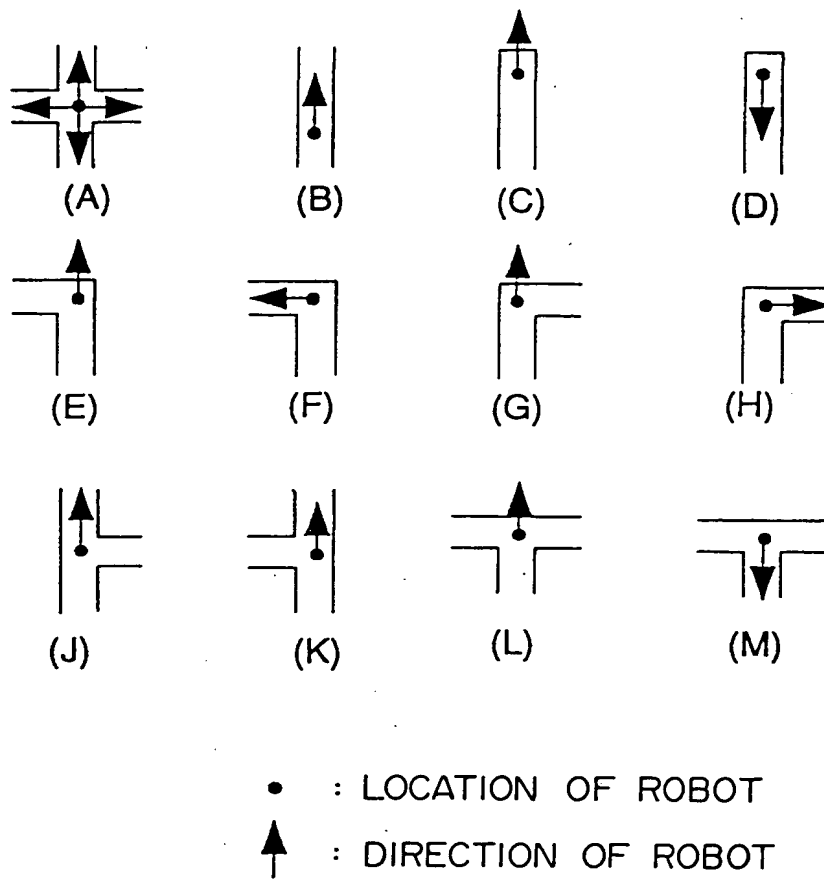 (A) (B) (C) (D)
(E) (F) (G) (H)
(J) (K) (L) (M)
: LOCATION OF ROBOT
: DIRECTION OF ROBOT